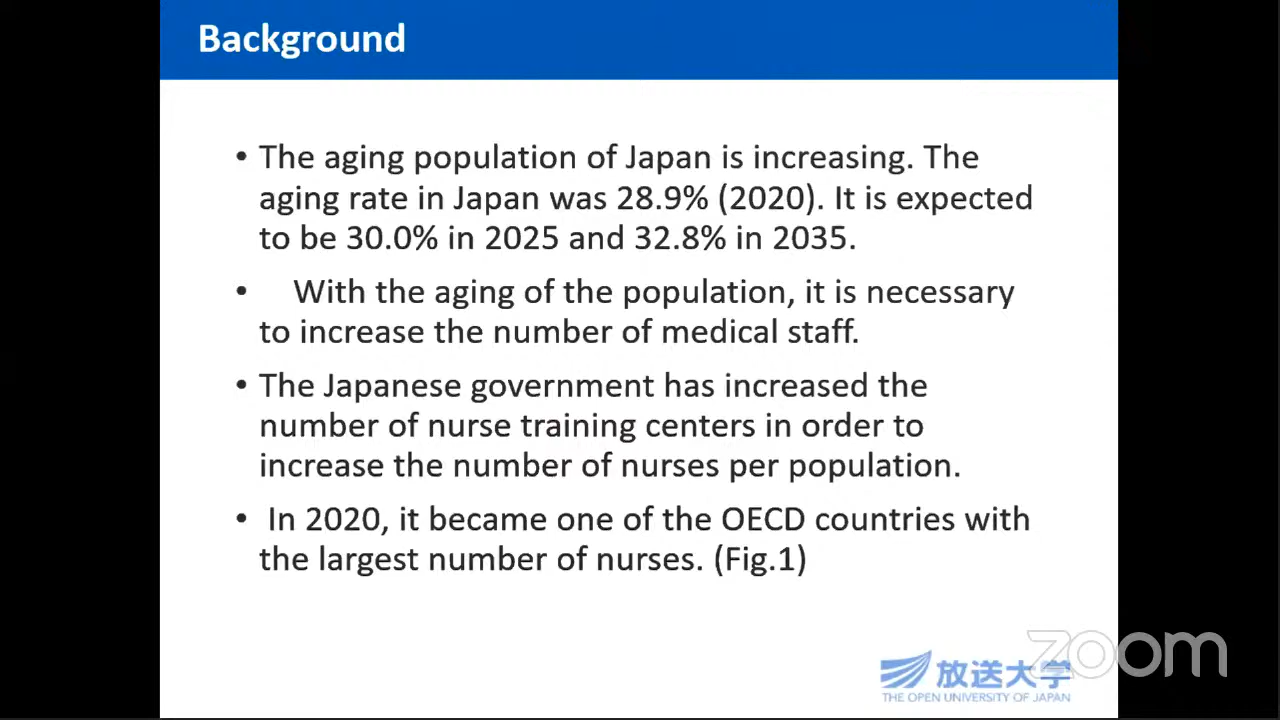 Background
• The aging population of Japan is increasing. The
aging rate in Japan was 28.9% (2020). It is expected
to be 30.0% in 2025 and 32.8% in 2035.
• With the aging of the population, it is necessary
to increase the number of medical staff.
• The Japanese government has increased the
number of nurse training centers in order to
increase the number of nurses per population.
• In 2020, it became one of the OECD countries with
the largest number of nurses. (Fig.1)
zoom
放送大学
THE OPEN UNIVERSITY OF JAPAN